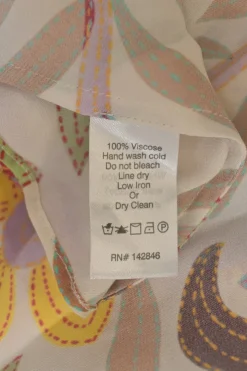 100% Viscose
Hand wash cold
Do not bleach
Line dry
Low Iron
Or
Dry Clean
RN# 142846